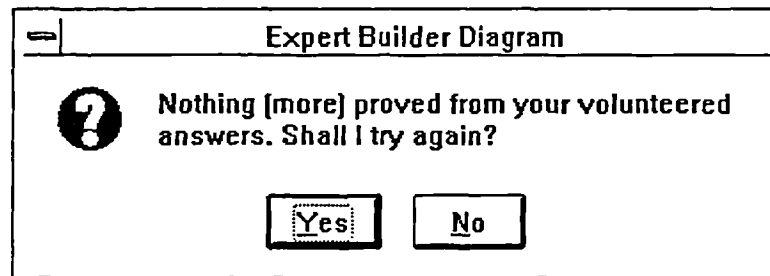 Expert Builder Diagram
Nothing (more) proved from your volunteered
answers. Shall I try again?
Yes No